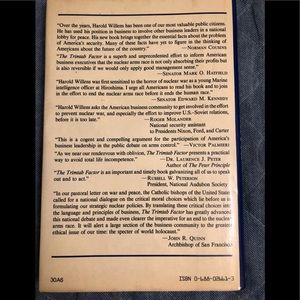 "Over the years, Harold Willens has been one of our most valuable public citizens.
He has used his position in business to involve other business leaders in a national
lobby for peace. His new book brings together the essential facts about the problem
of America's security. Many of these facts have yet to figure in the thinking of
Americans about the future of the country." —NORMAN COUSINS
"The Trimtab Factor is a superb and unprecedented effort to inform American
business executives that the nuclear arms race is not only absorbing their profits but
is also reversible if we would only apply good management sense."
—SENATOR MARK O. HATFIELD
"Harold Willens was first sensitized to the horror of nuclear war as a young Marine
intelligence officer at Hiroshima. I urge all Americans to read his book and to join
in the effort to end the nuclear arms race before it ends the human race."
—SENATOR EDWARD M. KENNEDY
"Harold Willens asks the American business community to get involved in the effort
to prevent nuclear war, and especially the effort to improve U.S.-Soviet relations,
before it is too late." —ROGER MOLANDER
National security assistant
to Presidents Nixon, Ford, and Carter
"This is a cogent and compelling argument for the participation of America's
business leadership in the public debate on arms control." —VICTOR PALMIERI
"As we near our rendezvous with oblivion, The Trimtab Factor presents a practical
way to avoid total life incompetence." —DR. LAURENCE J. PETER
Author of The Peter Principle
"The Trimtab Factor is an important and timely book galvanizing all of us to speak
out and to act." —RUSSELL W. PETERSON
President, National Audubon Society
"In our pastoral letter on war and peace, the Catholic bishops of the United States
called for a national dialogue on the critical moral choices which lie before us in
formulating our strategic nuclear policies. By translating these critical choices into
the language and principles of business, The Trimtab Factor has greatly advanced
this national debate and made even clearer the imperative for an end to the nuclear
arms race. It will alert a large section of the business community to the greatest
ethical issue of our time: the specter of world holocaust."
—JOHN R. QUINN
Archbishop of San Francisco
30A6
ISBN 0-688-02661-3